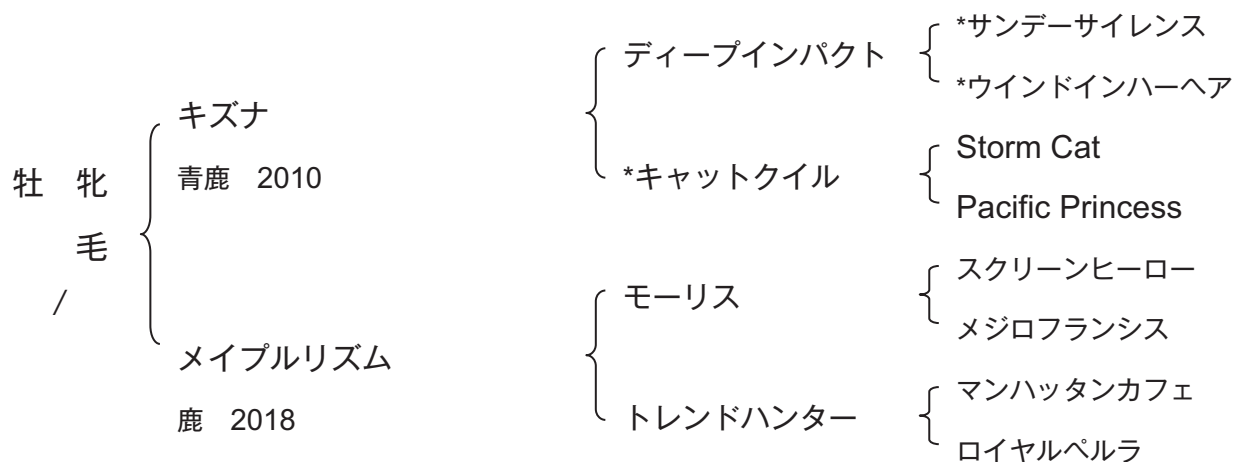 牡　牝
毛
/
キズナ
青鹿　2010
メイプルリズム
鹿　2018
ディープインパクト
*キャットクイル
モーリス
トレンドハンター
*サンデーサイレンス
*ウインドインハーヘア
Storm Cat
Pacific Princess
スクリーンヒーロー
メジロフランシス
マンハッタンカフェ
ロイヤルペルラ